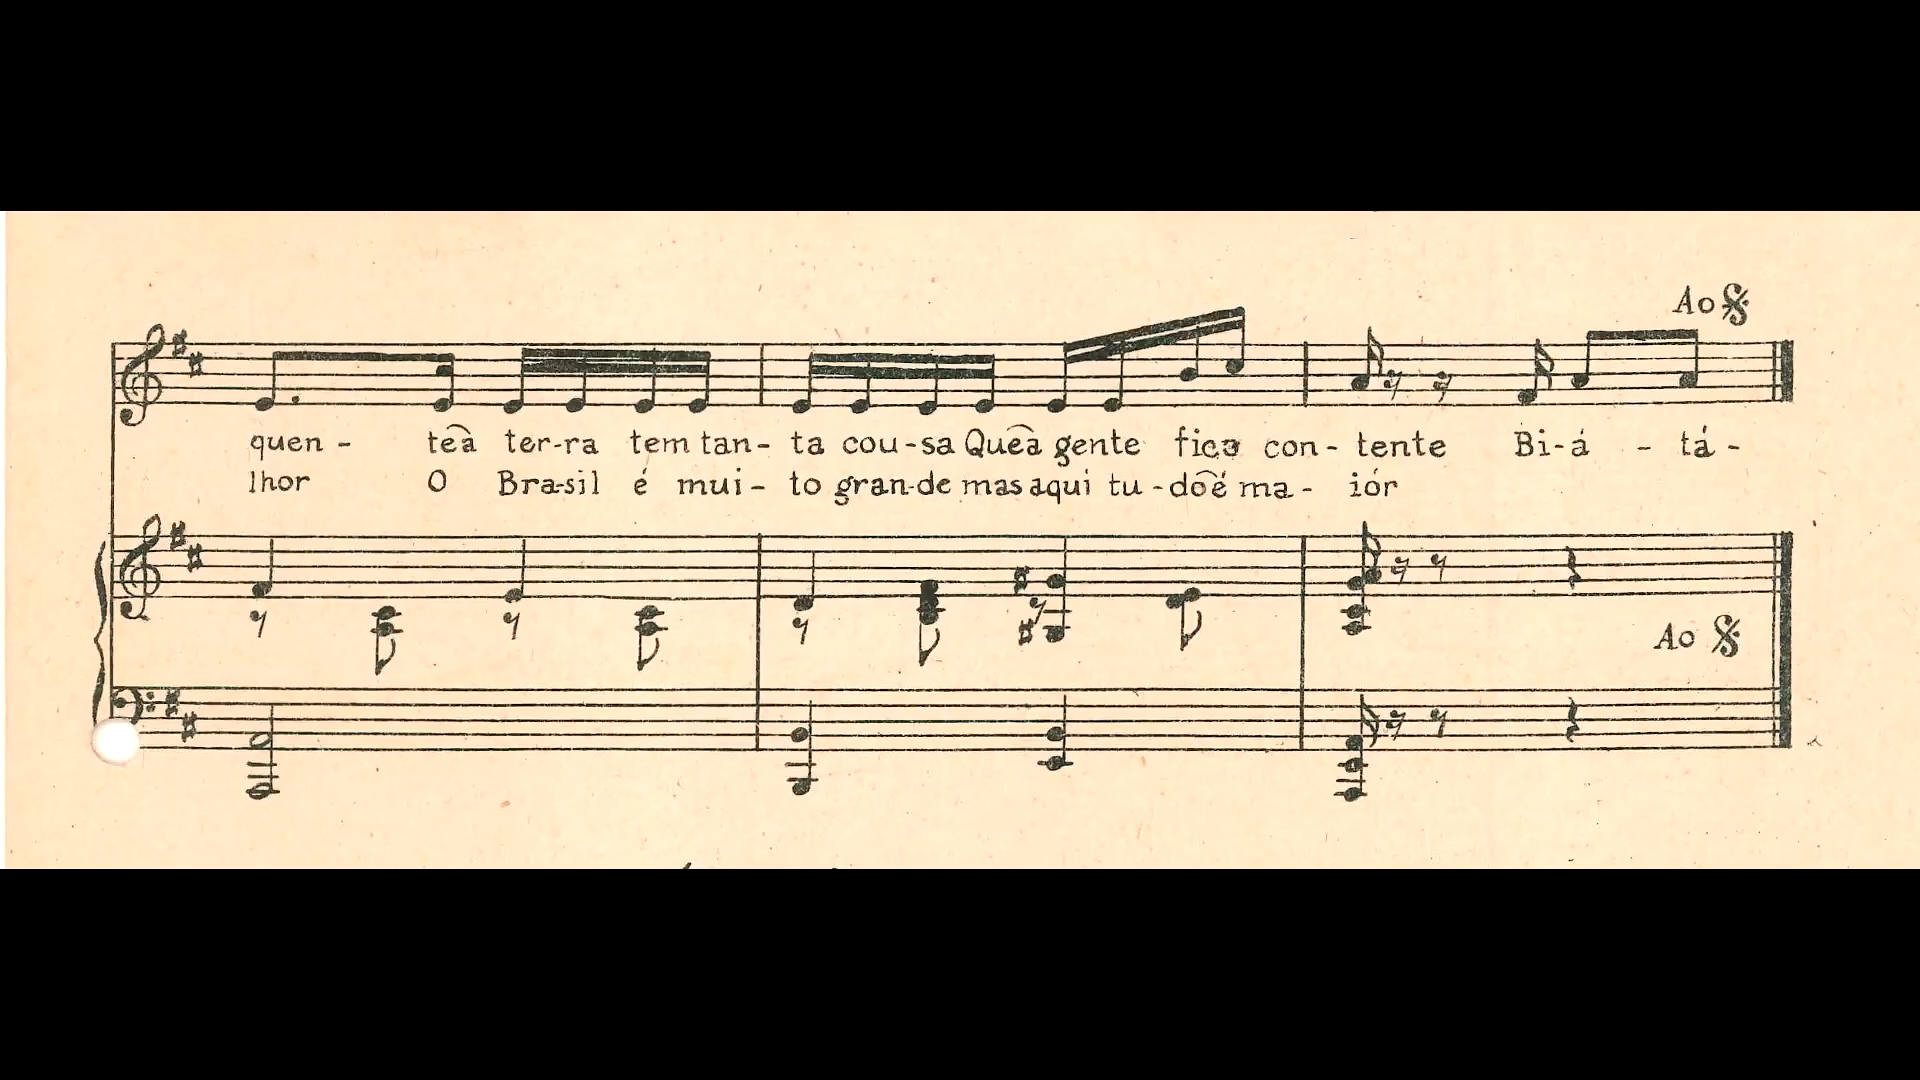 Ao
quen - teà ter-ra tem tan - ta cou-sa Queà gente fica con - tente Bi-á - tá -
lhor O Bra-sil é mui - to gran-de mas aqui tu-doé ma - iór
Ao